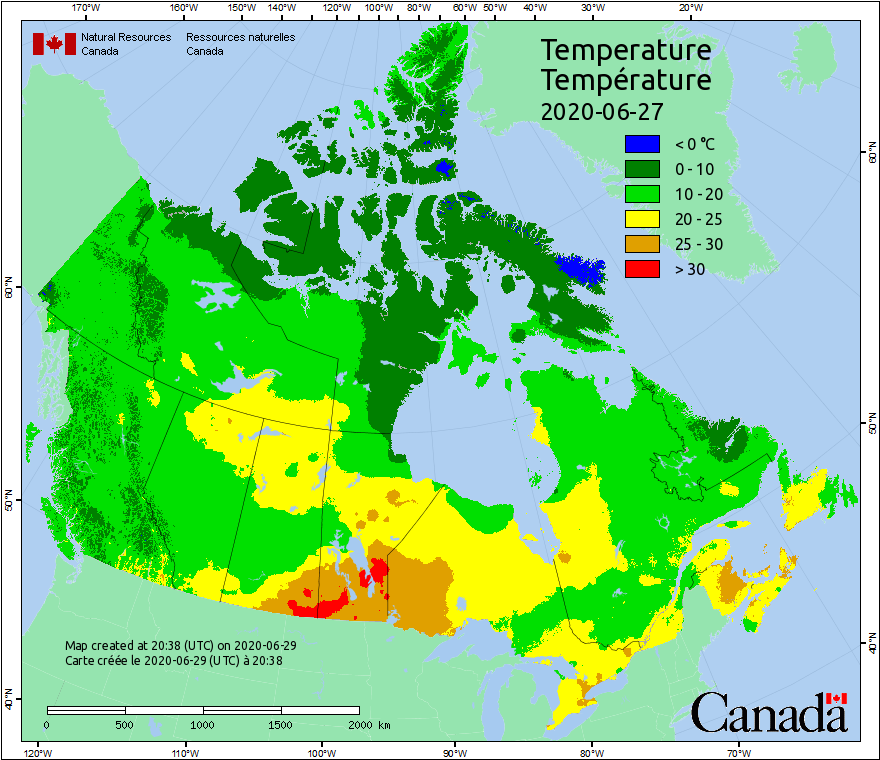 170°W 160°W 150°W 140°W 130°W 120°W 110°W 100°W 90°W 80°W 70°W 60°W 50°W 40°W 30°W 20°W
Natural Resources Ressources naturelles
Canada Canada
Temperature
Température
2020-06-27
< 0 °C
0 - 10
10 - 20
20 - 25
25 - 30
> 30
60°N
60°N
50°N
50°N
40°N
40°N
Map created at 20:38 (UTC) on 2020-06-29
Carte créée le 2020-06-29 (UTC) à 20:38
0 500 1000 1500 2000 km
Canada
120°W 110°W 100°W 90°W 80°W 70°W